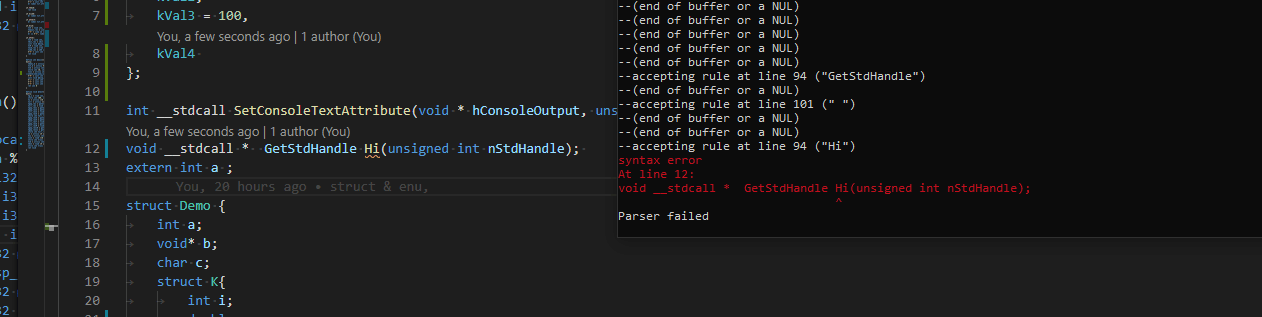 7 kVal3 = 100,
You, a few seconds ago | 1 author (You)
8 kVal4
9 };
10
11 int __stdcall SetConsoleTextAttribute(void * hConsoleOutput, uns
You, a few seconds ago | 1 author (You)
12 void __stdcall * GetStdHandle Hi(unsigned int nStdHandle);
13 extern int a ;
14 You, 20 hours ago • struct & enu,
15 struct Demo {
16 int a;
17 void* b;
18 char c;
19 struct K{
20 int i;
--(end of buffer or a NUL)
--(end of buffer or a NUL)
--(end of buffer or a NUL)
--(end of buffer or a NUL)
--(end of buffer or a NUL)
--accepting rule at line 94 ("GetStdHandle")
--(end of buffer or a NUL)
--accepting rule at line 101 (" ")
--(end of buffer or a NUL)
--(end of buffer or a NUL)
--accepting rule at line 94 ("Hi")
syntax error
At line 12:
void __stdcall * GetStdHandle Hi(unsigned int nStdHandle);
^
Parser failed